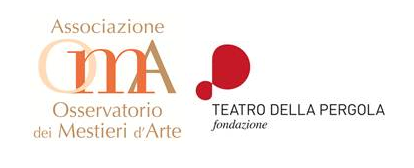 Associazione
OmA
Osservatorio
dei Mestieri d'Arte
TEATRO DELLA PERGOLA
fondazione